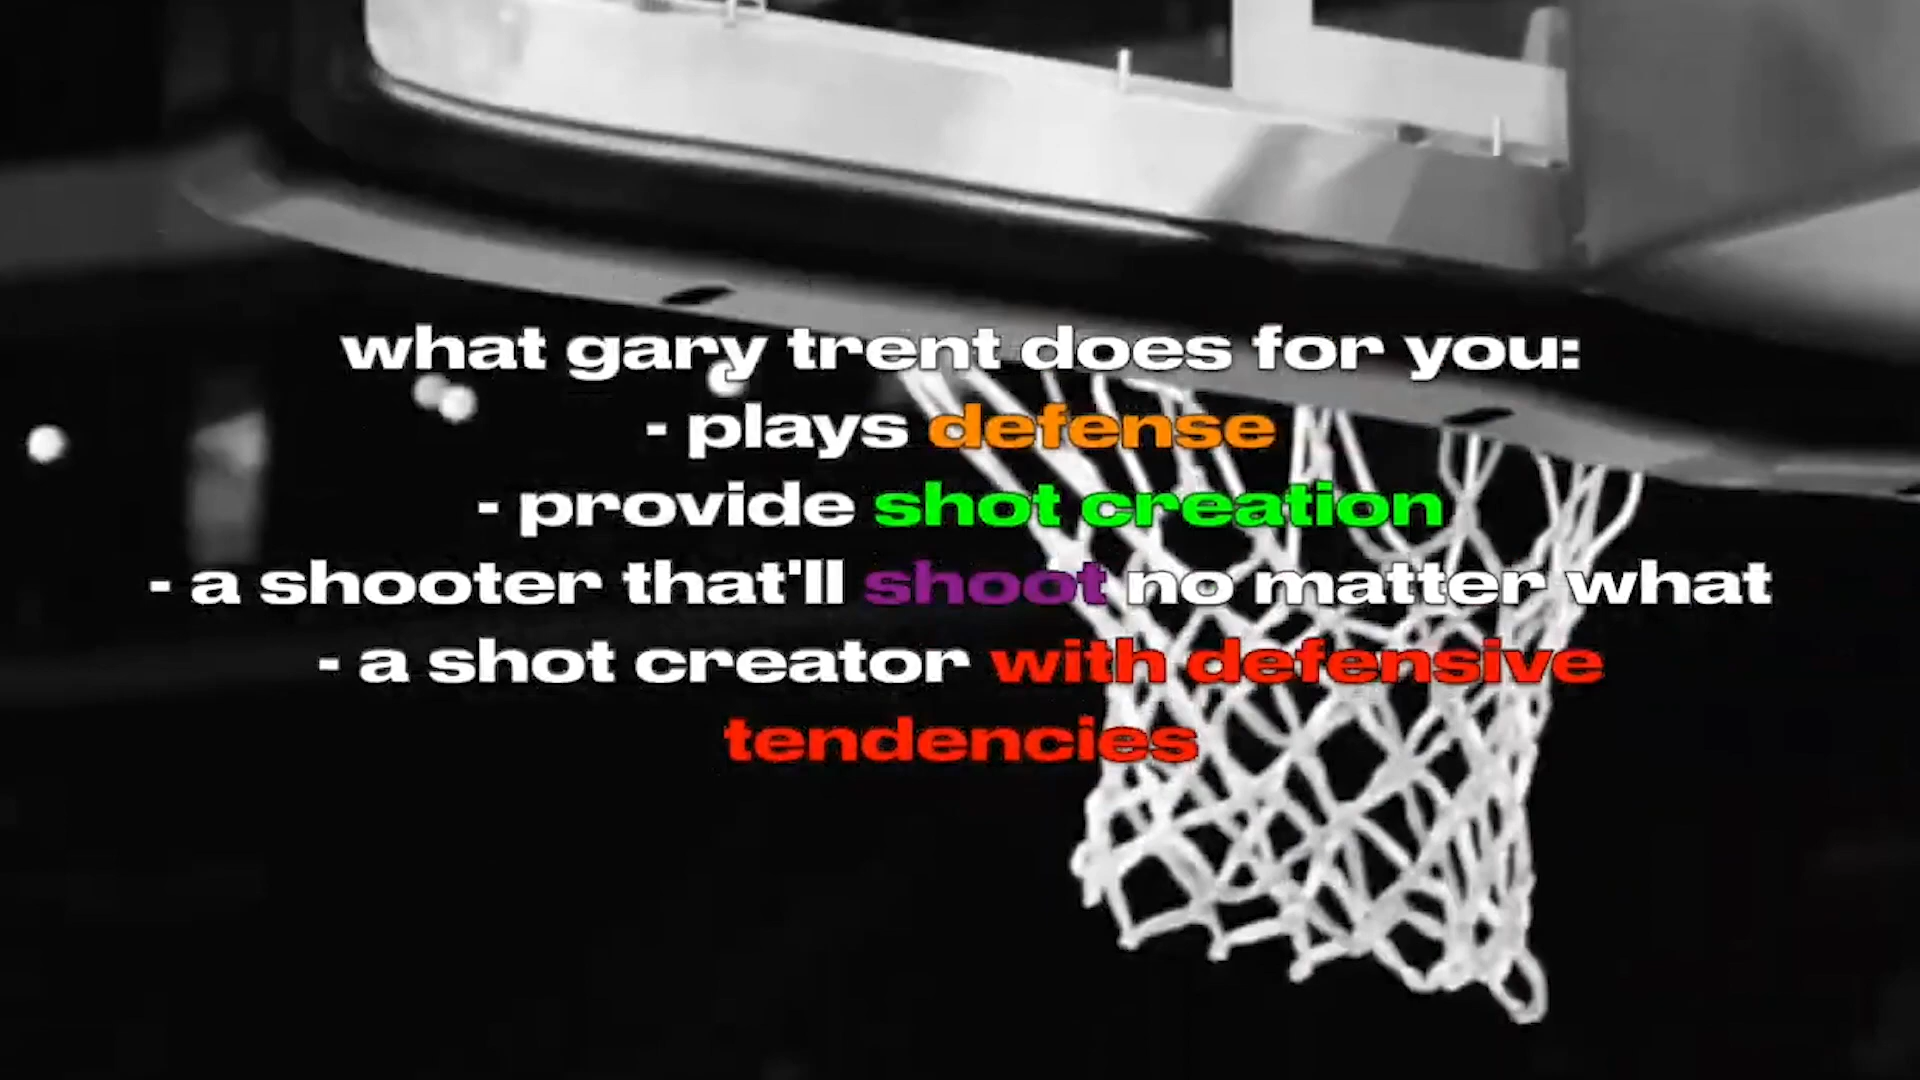 what gary trent does for you:
- plays defense
- provide shot creation
- a shooter that'll shoot no matter what
- a shot creator with defensive
tendencies